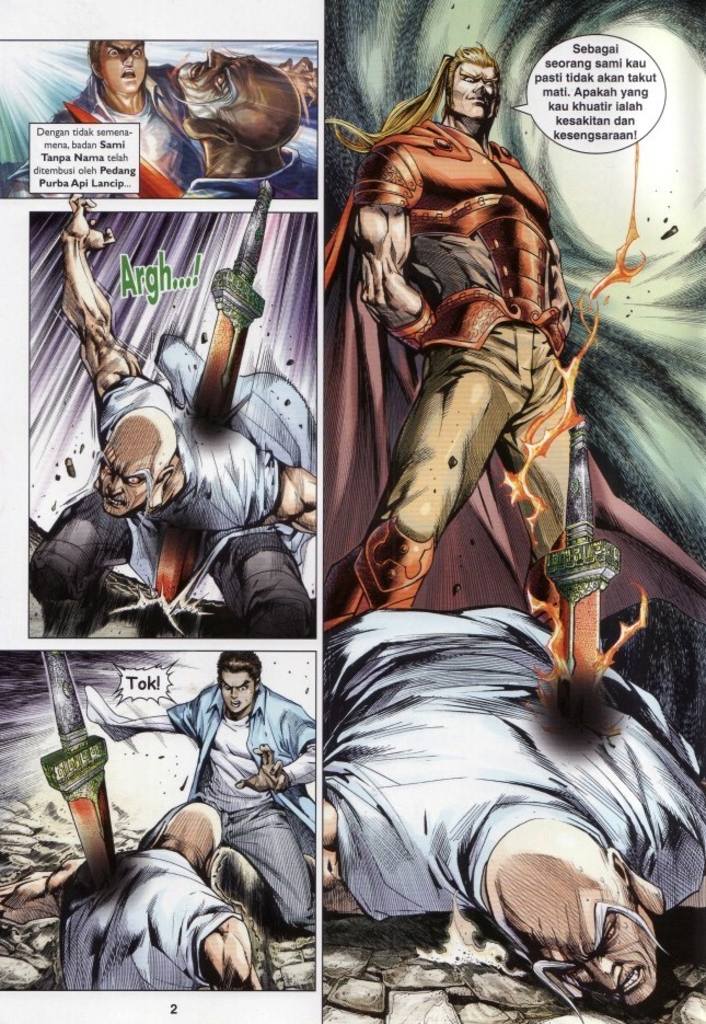 Dengan tidak semena-
mena, badan Sami
Tanpa Nama telah
ditembusi oleh Pedang
Purba Api Lancip...
Argh....!
Tok!
2
Sebagai
seorang sami kau
pasti tidak akan takut
mati. Apakah yang
kau khuatir ialah
kesakitan dan
kesengsaraan!